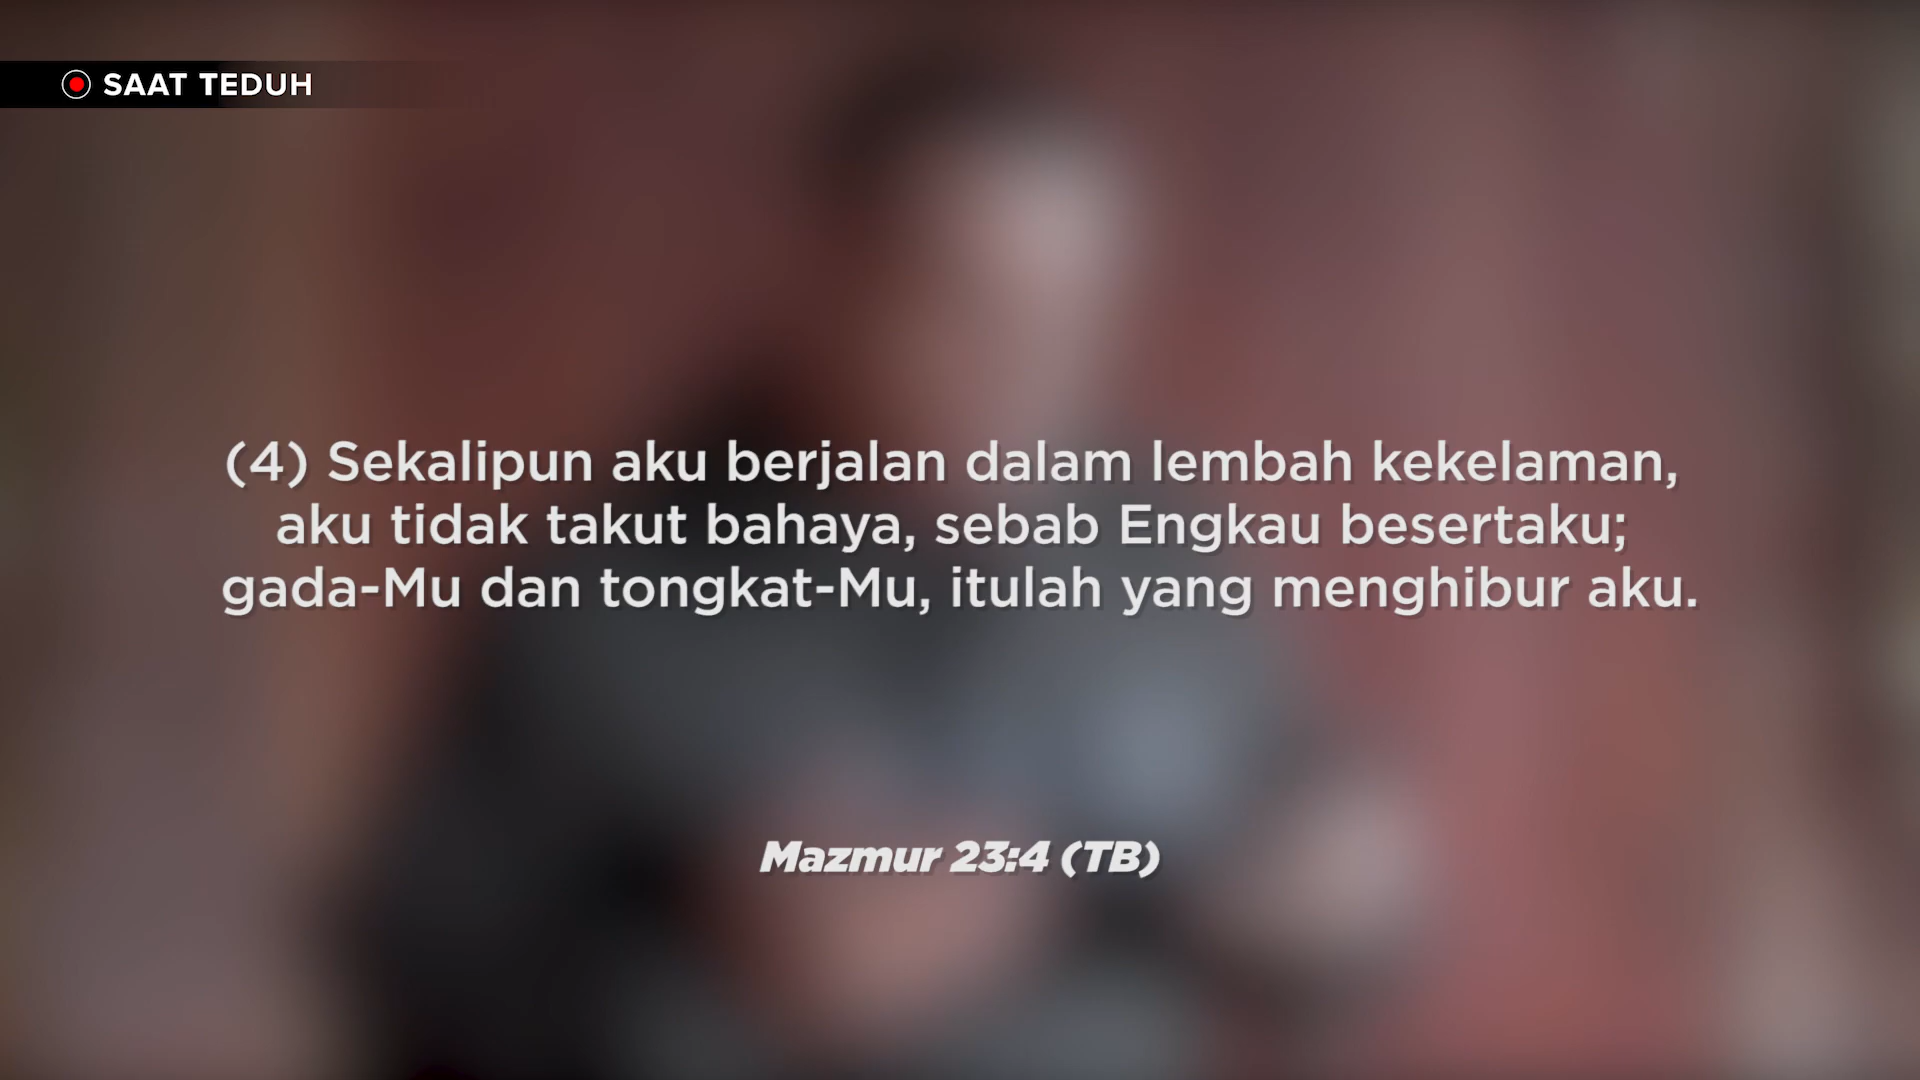 SAAT TEDUH
(4) Sekalipun aku berjalan dalam lembah kekelaman,
aku tidak takut bahaya, sebab Engkau besertaku;
gada-Mu dan tongkat-Mu, itulah yang menghibur aku.
Mazmur 23:4 (TB)